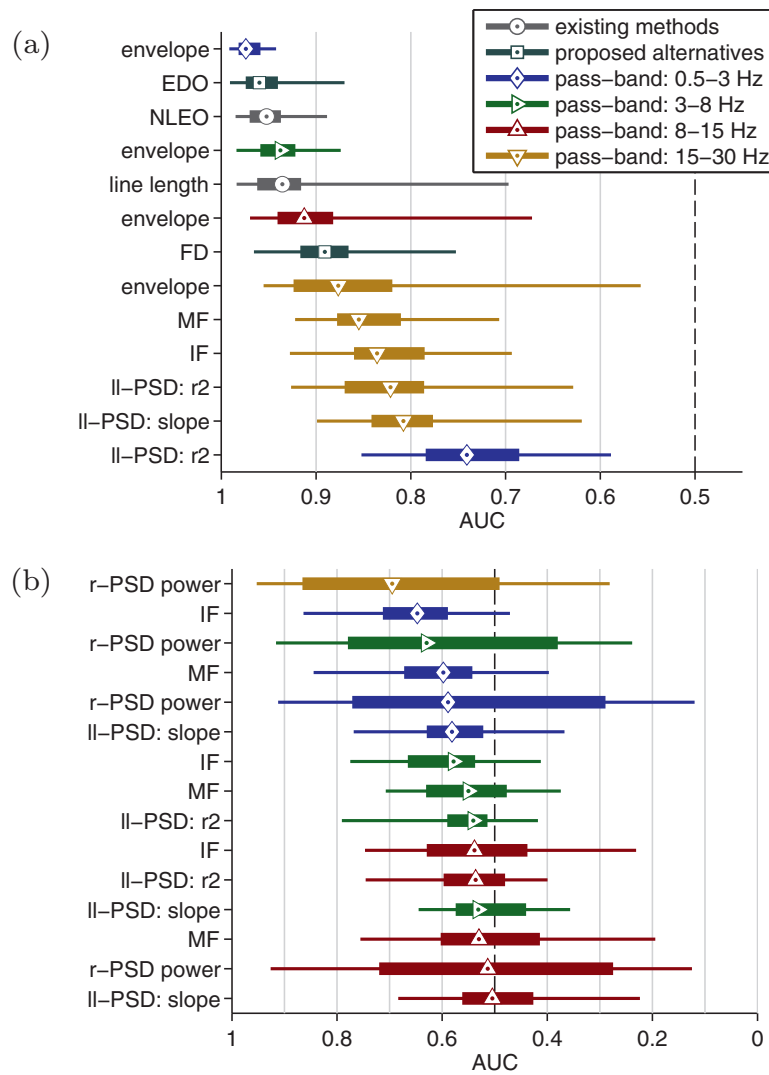 (a)
existing methods
proposed alternatives
pass-band: 0.5-3 Hz
pass-band: 3-8 Hz
pass-band: 8-15 Hz
pass-band: 15-30 Hz
envelope
EDO
NLEO
envelope
line length
envelope
FD
envelope
MF
IF
ll-PSD: r2
ll-PSD: slope
ll-PSD: r2
1 0.9 0.8 0.7 0.6 0.5
AUC
(b)
r-PSD power
IF
r-PSD power
MF
r-PSD power
ll-PSD: slope
IF
MF
ll-PSD: r2
IF
ll-PSD: r2
ll-PSD: slope
MF
r-PSD power
ll-PSD: slope
1 0.8 0.6 0.4 0.2 0
AUC